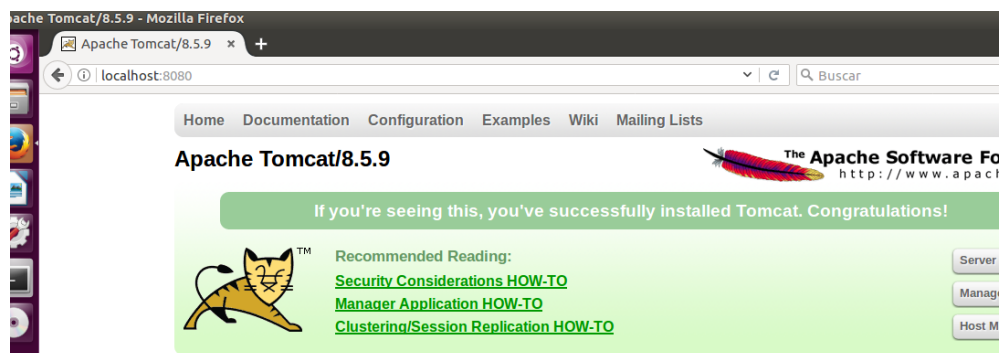 ache Tomcat/8.5.9 - Mozilla Firefox
Apache Tomcat/8.5.9 × +
localhost:8080 Buscar
Home Documentation Configuration Examples Wiki Mailing Lists
Apache Tomcat/8.5.9
The Apache Software Fo
http://www.apach
If you're seeing this, you've successfully installed Tomcat. Congratulations!
TM
Recommended Reading:
Security Considerations HOW-TO
Manager Application HOW-TO
Clustering/Session Replication HOW-TO
Server
Manage
Host M